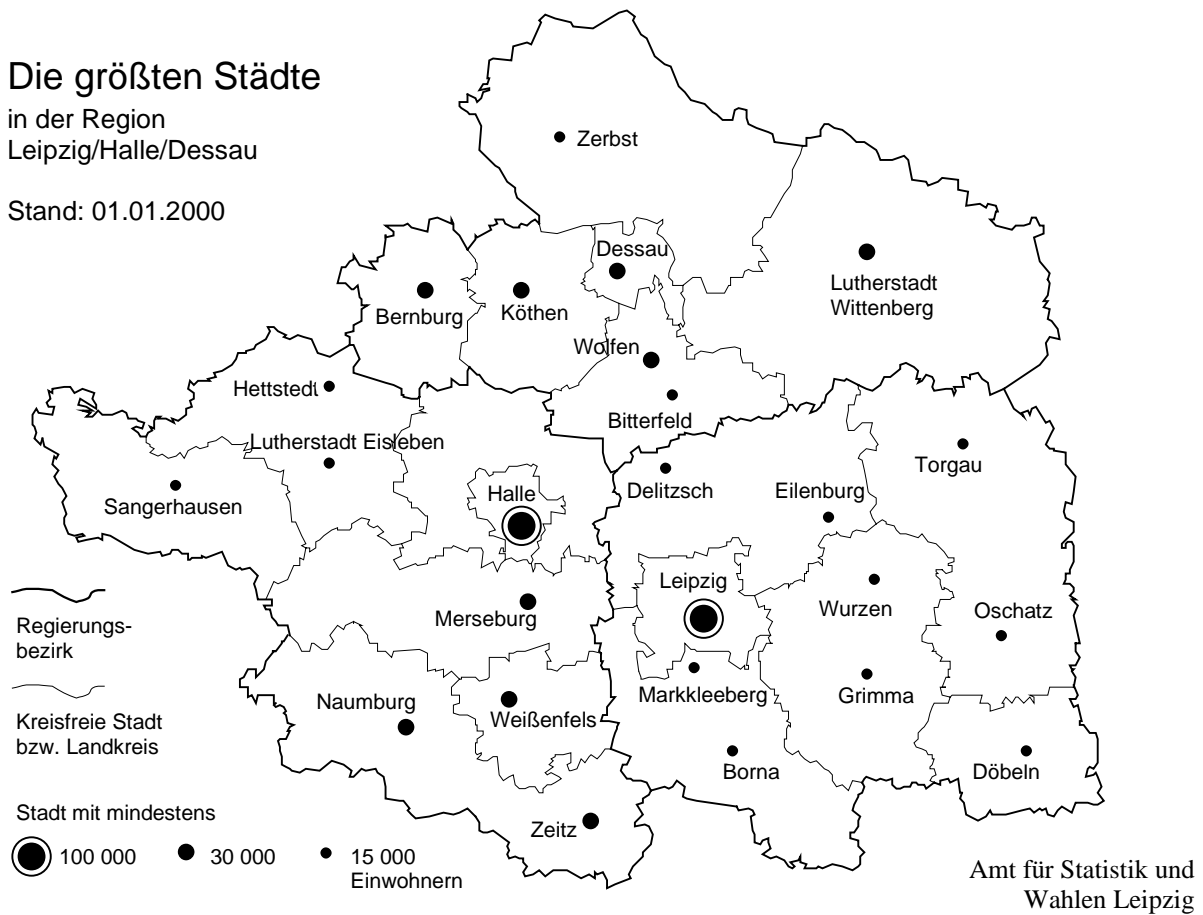 Die größten Städte
in der Region
Leipzig/Halle/Dessau
Stand: 01.01.2000
Zerbst
Dessau
Lutherstadt
Wittenberg
Bernburg
Köthen
Wolfen
Hettstedt
Bitterfeld
Lutherstadt Eisleben
Torgau
Sangerhausen
Halle
Delitzsch
Eilenburg
Leipzig
Wurzen
Oschatz
Merseburg
Markkleeberg
Grimma
Naumburg
Weißenfels
Borna
Döbeln
Zeitz
Regierungs-
bezirk
Kreisfreie Stadt
bzw. Landkreis
Stadt mit mindestens
100 000 30 000 15 000
Einwohnern
Amt für Statistik und
Wahlen Leipzig